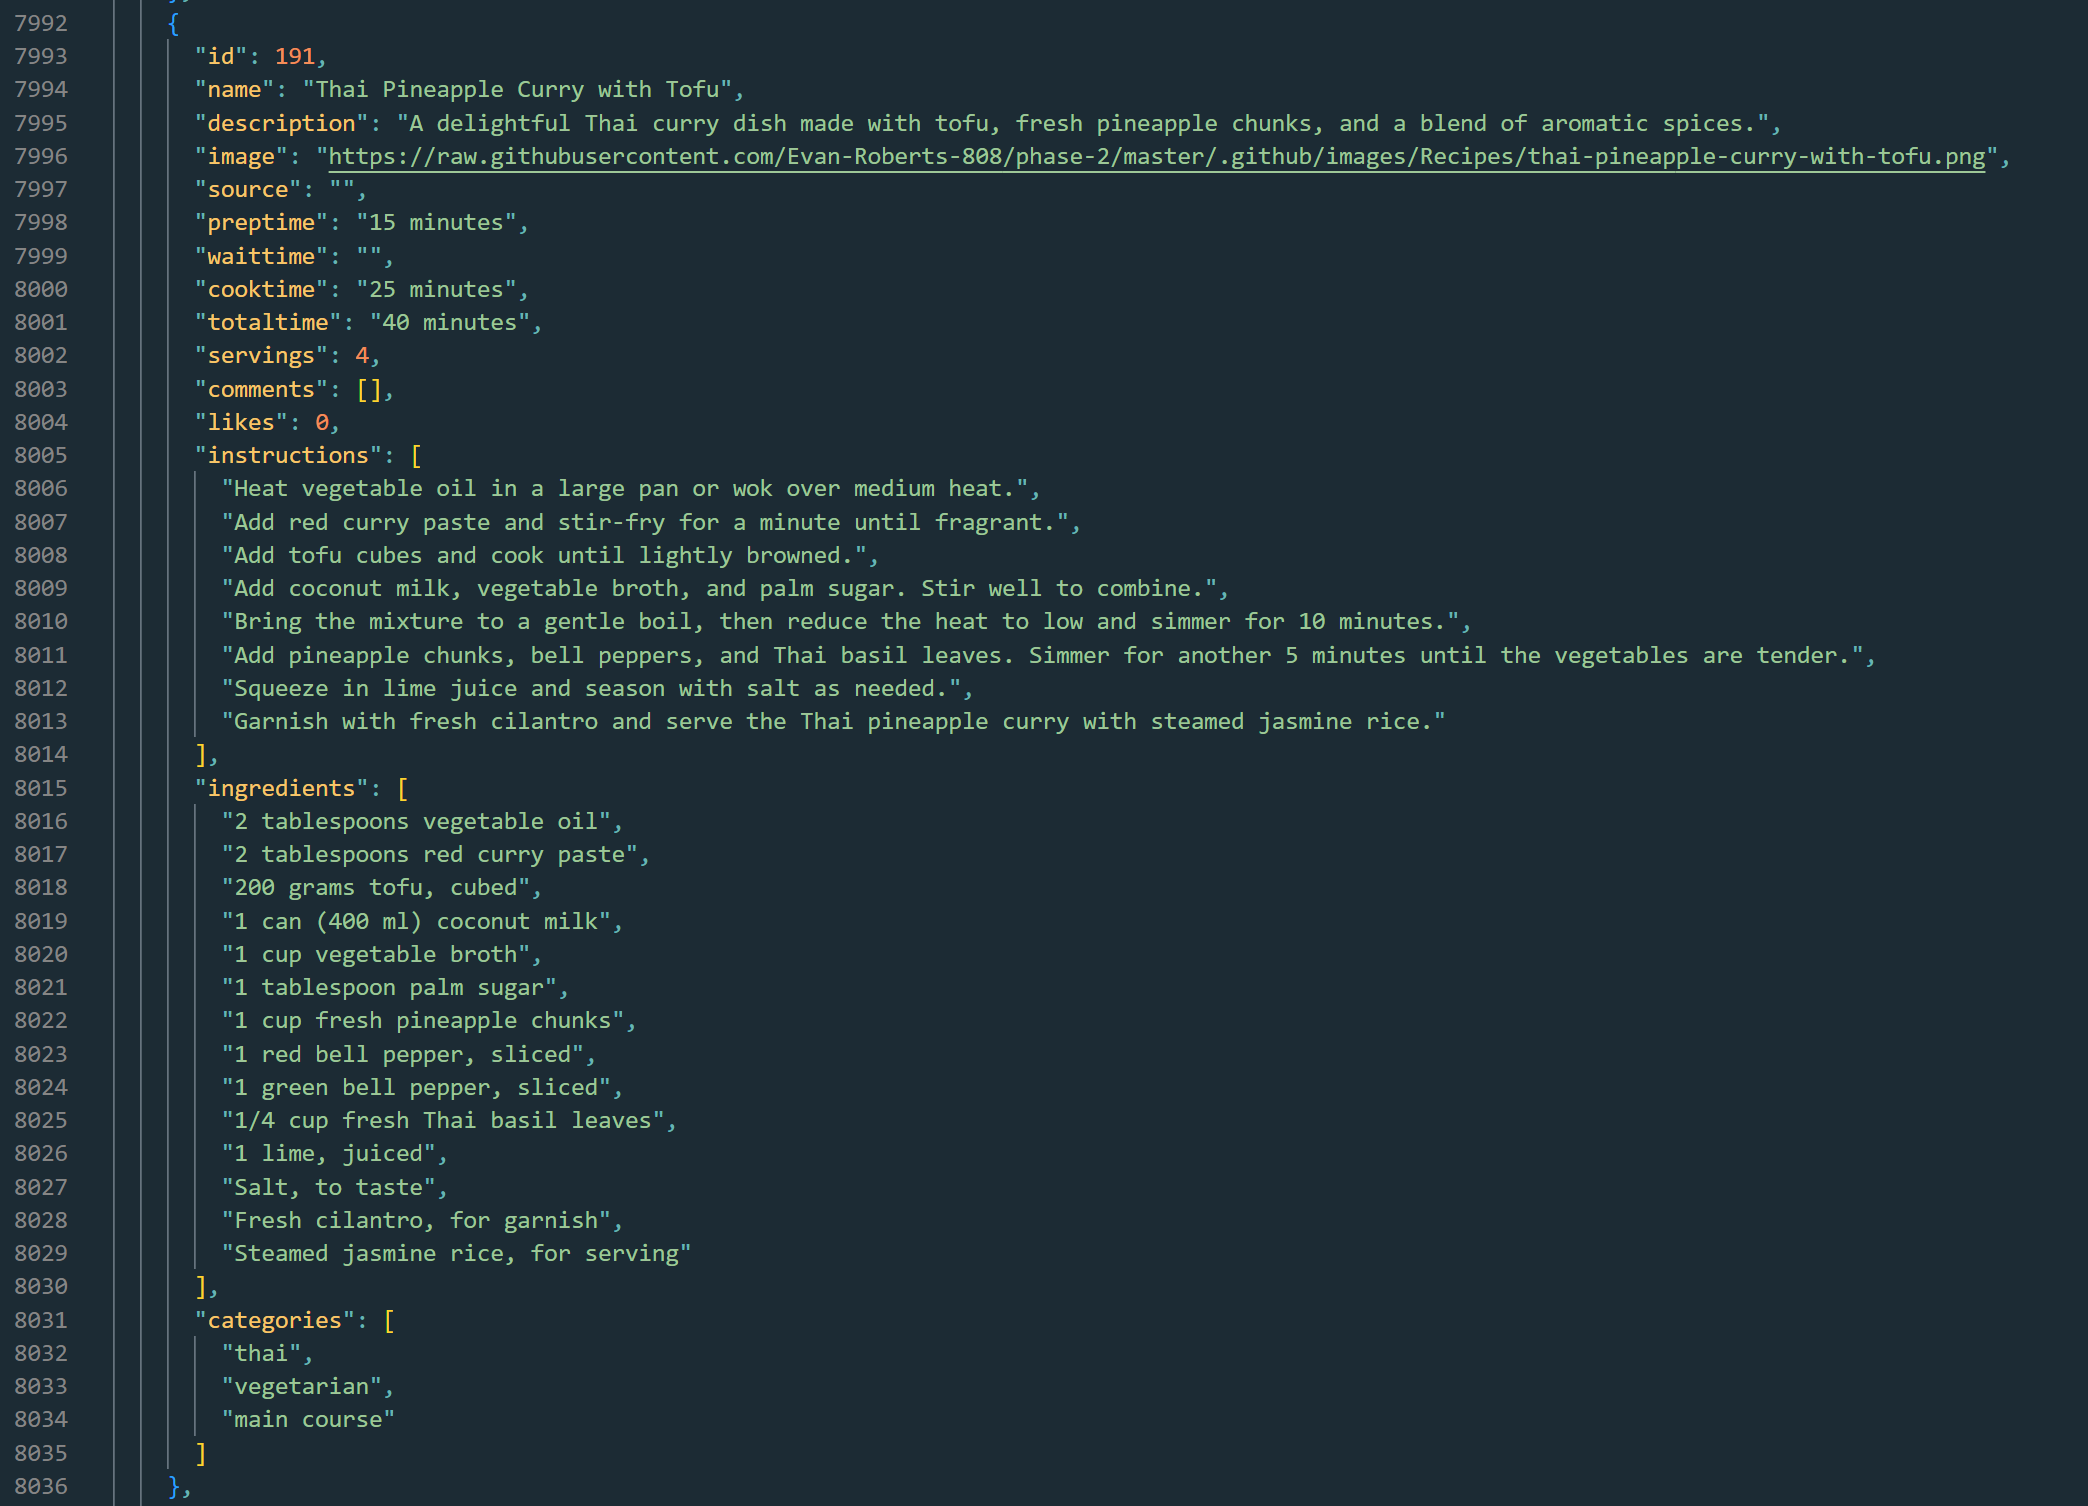 7992 {
7993 "id": 191,
7994 "name": "Thai Pineapple Curry with Tofu",
7995 "description": "A delightful Thai curry dish made with tofu, fresh pineapple chunks, and a blend of aromatic spices.",
7996 "image": "https://raw.githubusercontent.com/Evan-Roberts-808/phase-2/master/.github/images/Recipes/thai-pineapple-curry-with-tofu.png",
7997 "source": "",
7998 "preptime": "15 minutes",
7999 "waittime": "",
8000 "cooktime": "25 minutes",
8001 "totaltime": "40 minutes",
8002 "servings": 4,
8003 "comments": [],
8004 "likes": 0,
8005 "instructions": [
8006 "Heat vegetable oil in a large pan or wok over medium heat.",
8007 "Add red curry paste and stir-fry for a minute until fragrant.",
8008 "Add tofu cubes and cook until lightly browned.",
8009 "Add coconut milk, vegetable broth, and palm sugar. Stir well to combine.",
8010 "Bring the mixture to a gentle boil, then reduce the heat to low and simmer for 10 minutes.",
8011 "Add pineapple chunks, bell peppers, and Thai basil leaves. Simmer for another 5 minutes until the vegetables are tender.",
8012 "Squeeze in lime juice and season with salt as needed.",
8013 "Garnish with fresh cilantro and serve the Thai pineapple curry with steamed jasmine rice."
8014 ],
8015 "ingredients": [
8016 "2 tablespoons vegetable oil",
8017 "2 tablespoons red curry paste",
8018 "200 grams tofu, cubed",
8019 "1 can (400 ml) coconut milk",
8020 "1 cup vegetable broth",
8021 "1 tablespoon palm sugar",
8022 "1 cup fresh pineapple chunks",
8023 "1 red bell pepper, sliced",
8024 "1 green bell pepper, sliced",
8025 "1/4 cup fresh Thai basil leaves",
8026 "1 lime, juiced",
8027 "Salt, to taste",
8028 "Fresh cilantro, for garnish",
8029 "Steamed jasmine rice, for serving"
8030 ],
8031 "categories": [
8032 "thai",
8033 "vegetarian",
8034 "main course"
8035 ]
8036 },